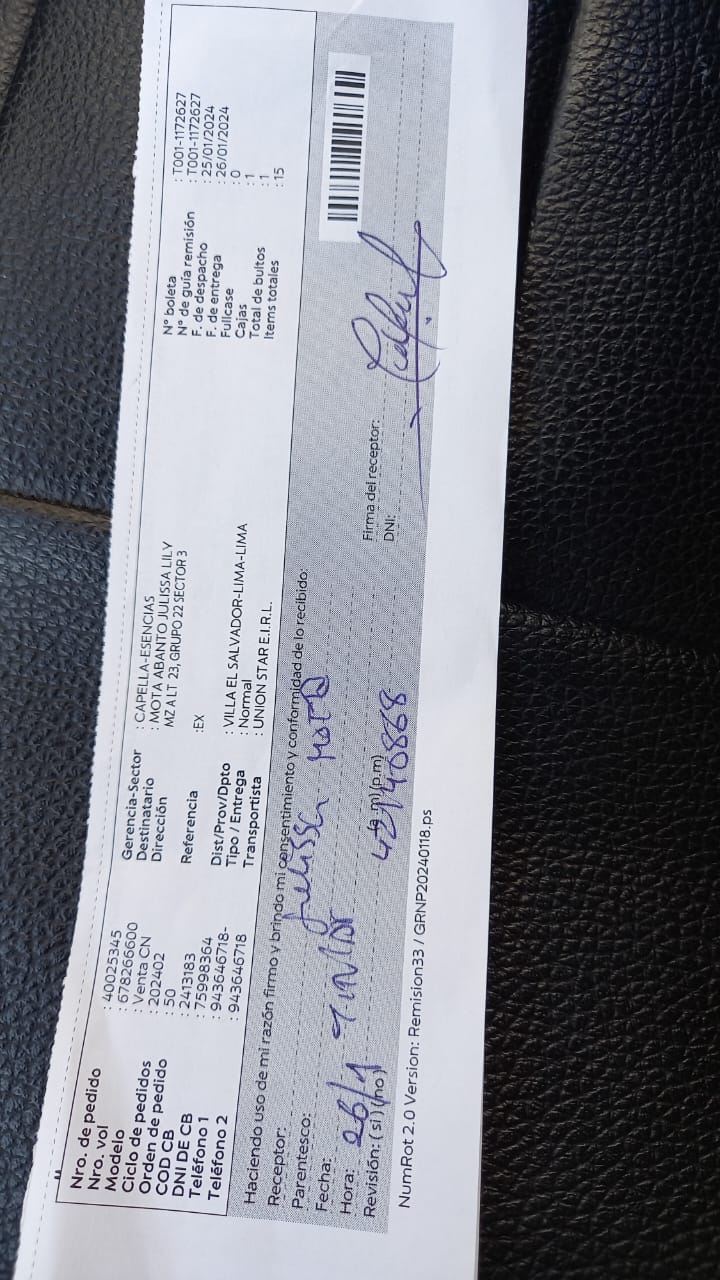 Nro. de pedido : 40025345
Nro. vol : 678266600
Modelo : Venta CN
Ciclo de pedidos : 202402
Orden de pedido : 50
COD CB : 2413183
DNI DE CB : 75998364
Teléfono 1 : 943646718-
Teléfono 2 : 943646718
Gerencia-Sector : CAPELLA-ESENCIAS
Destinatario : MOTA ABANTO JULISSA LILY
Dirección MZ A LT 23, GRUPO 22 SECTOR 3
Referencia :EX
Dist/Prov/Dpto : VILLA EL SALVADOR-LIMA-LIMA
Tipo / Entrega : Normal
Transportista : UNION STAR E.I.R.L.
N° boleta : T001-1172627
N° de guía remisión : T001-1172627
F. de despacho : 25/01/2024
F. de entrega : 26/01/2024
Fullcase : 0
Cajas : 1
Total de bultos : 1
Items totales : 15
Haciendo uso de mi razón firmo y brindo mi consentimiento y conformidad de lo recibido:
Receptor: Julissa Mota
Parentesco: Titular
Fecha: 26/1
Hora: (a.m) (p.m)
42140868
Revisión: ( si) (no )
Firma del receptor:
DNI:
NumRot 2.0 Version: Remision33 / GRNP20240118.ps